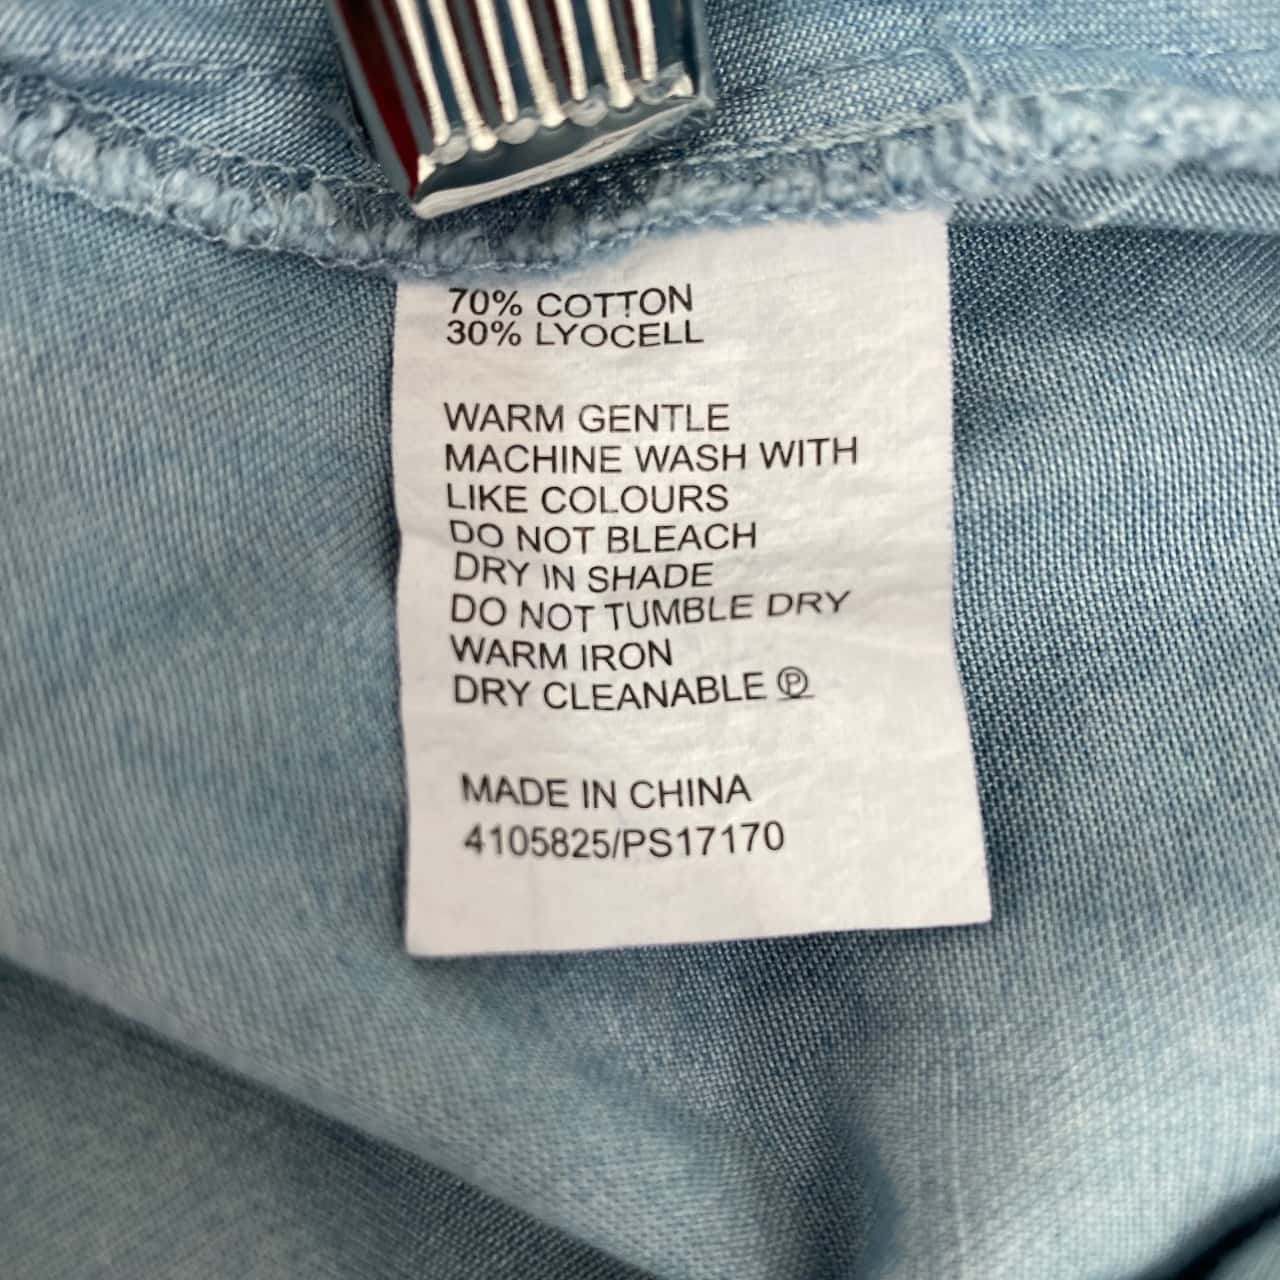 70% COTTON
30% LYOCELL
WARM GENTLE
MACHINE WASH WITH
LIKE COLOURS
DO NOT BLEACH
DRY IN SHADE
DO NOT TUMBLE DRY
WARM IRON
DRY CLEANABLE Ⓟ
MADE IN CHINA
4105825/PS17170